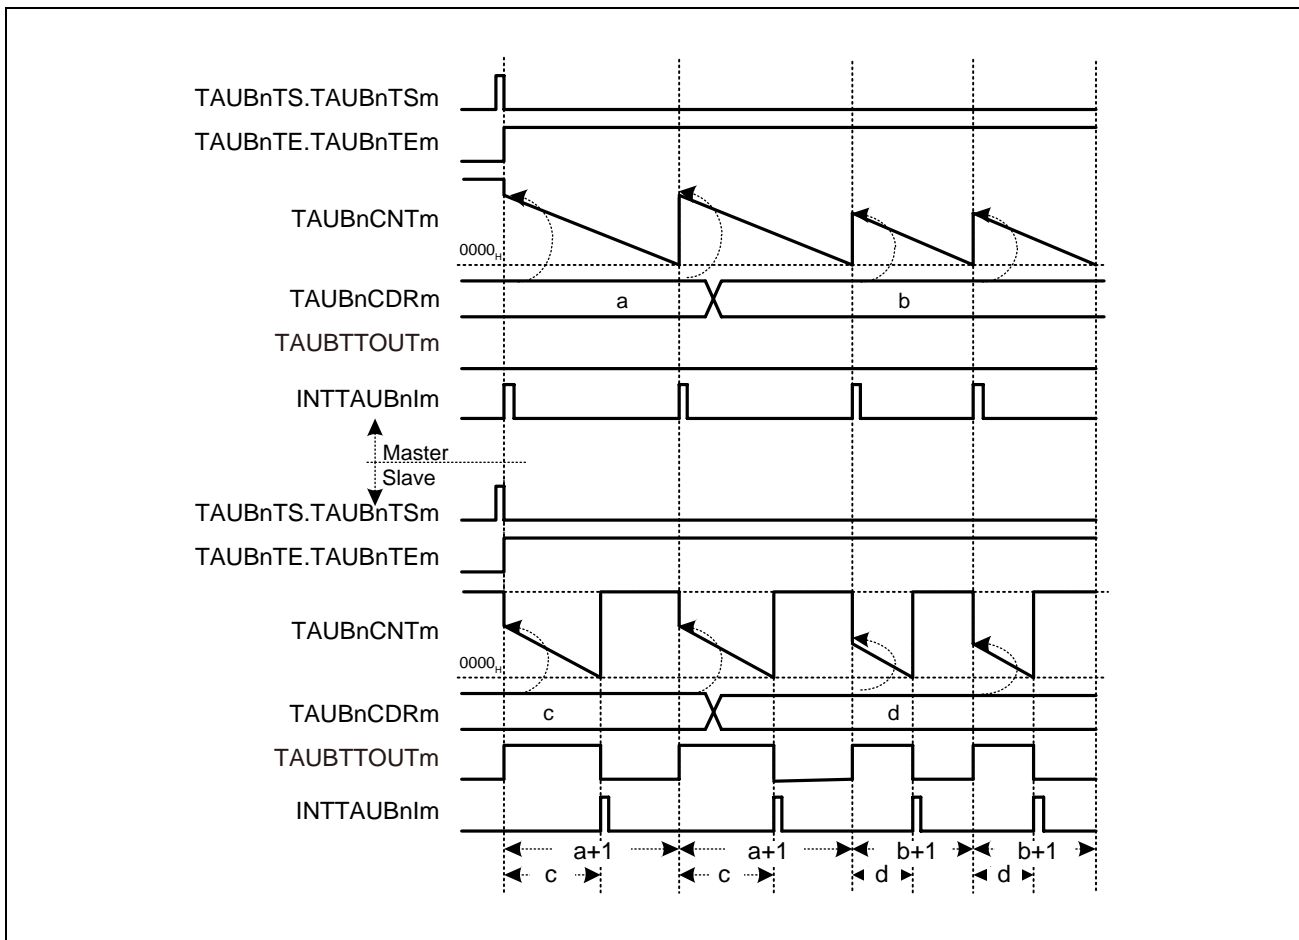 TAUBnTS.TAUBnTSm
TAUBnTE.TAUBnTEm
TAUBnCNTm
0000H
TAUBnCDRm
a
b
TAUBTTOUTm
INTTAUBnIm
Master
Slave
TAUBnTS.TAUBnTSm
TAUBnTE.TAUBnTEm
TAUBnCNTm
0000H
TAUBnCDRm
c
d
TAUBTTOUTm
INTTAUBnIm
a+1 a+1 b+1 b+1
c c d d